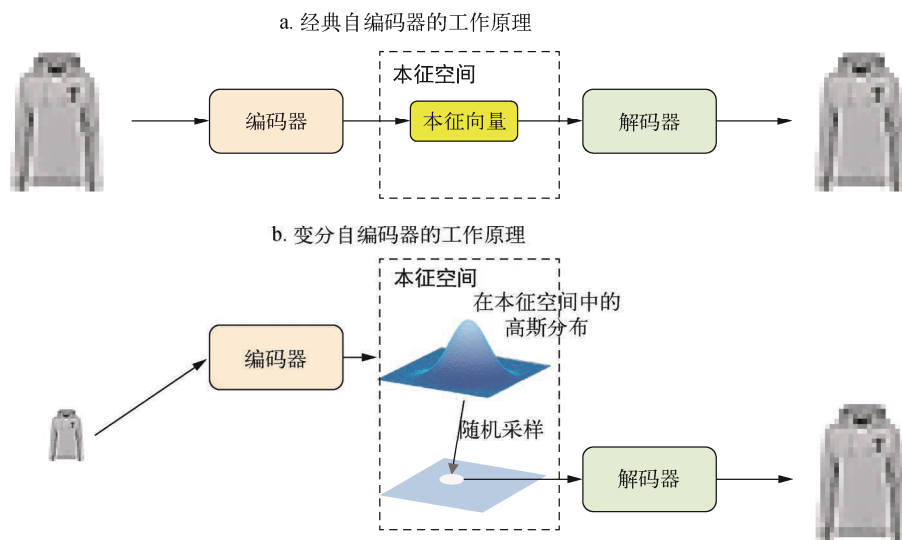 a. 经典自编码器的工作原理
本征空间
编码器
本征向量
解码器
b. 变分自编码器的工作原理
本征空间
在本征空间中的
高斯分布
编码器
随机采样
解码器